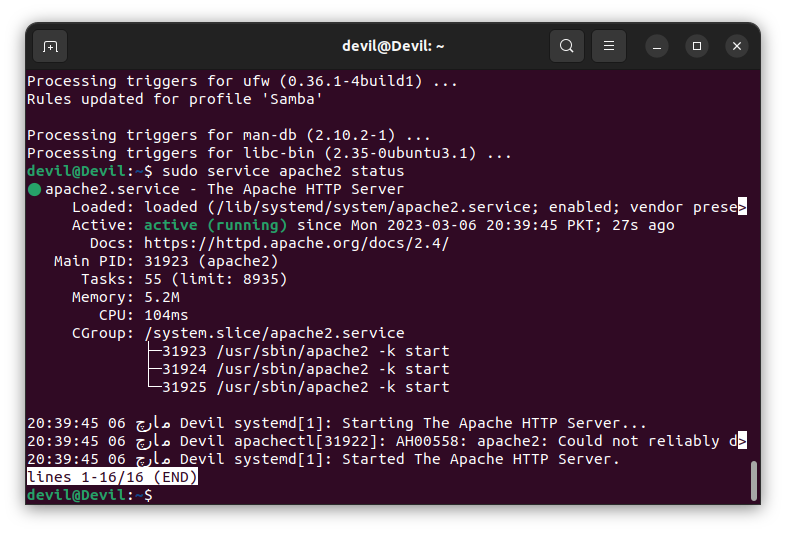 devil@Devil: ~
Processing triggers for ufw (0.36.1-4build1) ...
Rules updated for profile 'Samba'
Processing triggers for man-db (2.10.2-1) ...
Processing triggers for libc-bin (2.35-0ubuntu3.1) ...
devil@Devil:~$ sudo service apache2 status
● apache2.service - The Apache HTTP Server
Loaded: loaded (/lib/systemd/system/apache2.service; enabled; vendor prese>
Active: active (running) since Mon 2023-03-06 20:39:45 PKT; 27s ago
Docs: https://httpd.apache.org/docs/2.4/
Main PID: 31923 (apache2)
Tasks: 55 (limit: 8935)
Memory: 5.2M
CPU: 104ms
CGroup: /system.slice/apache2.service
├─31923 /usr/sbin/apache2 -k start
├─31924 /usr/sbin/apache2 -k start
└─31925 /usr/sbin/apache2 -k start
20:39:45 06 مارچ Devil systemd[1]: Starting The Apache HTTP Server...
20:39:45 06 مارچ Devil apachectl[31922]: AH00558: apache2: Could not reliably d>
20:39:45 06 مارچ Devil systemd[1]: Started The Apache HTTP Server.
lines 1-16/16 (END)
devil@Devil:~$